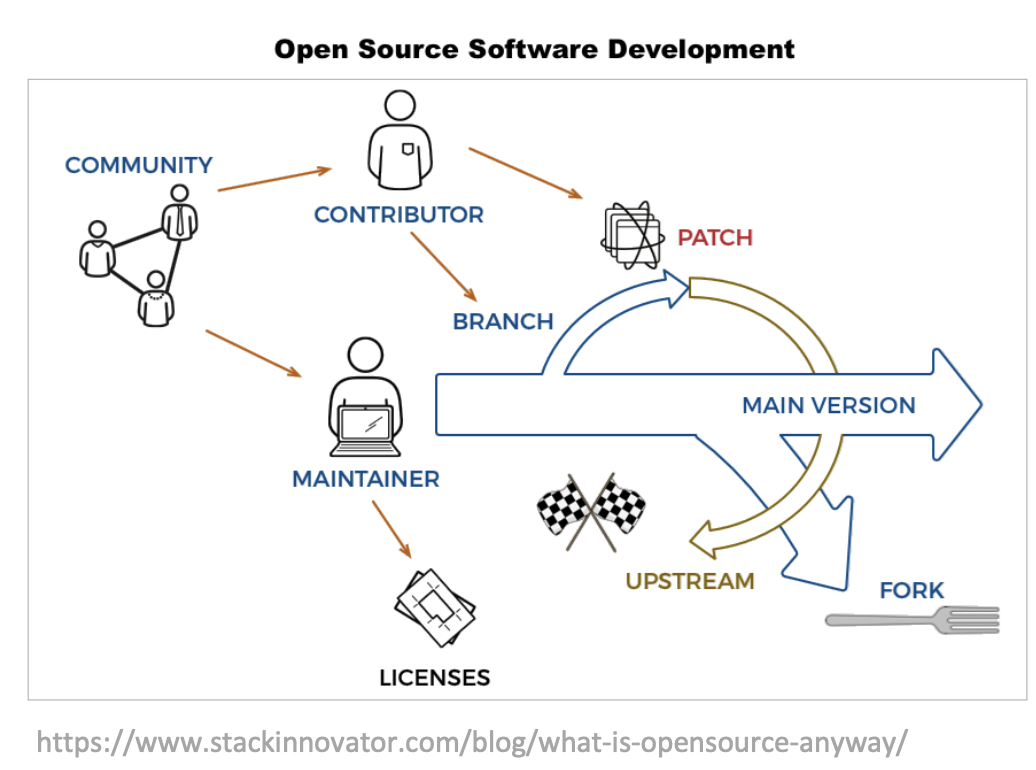 Open Source Software Development
COMMUNITY
CONTRIBUTOR
PATCH
BRANCH
MAIN VERSION
MAINTAINER
UPSTREAM
FORK
LICENSES
https://www.stackinnovator.com/blog/what-is-opensource-anyway/